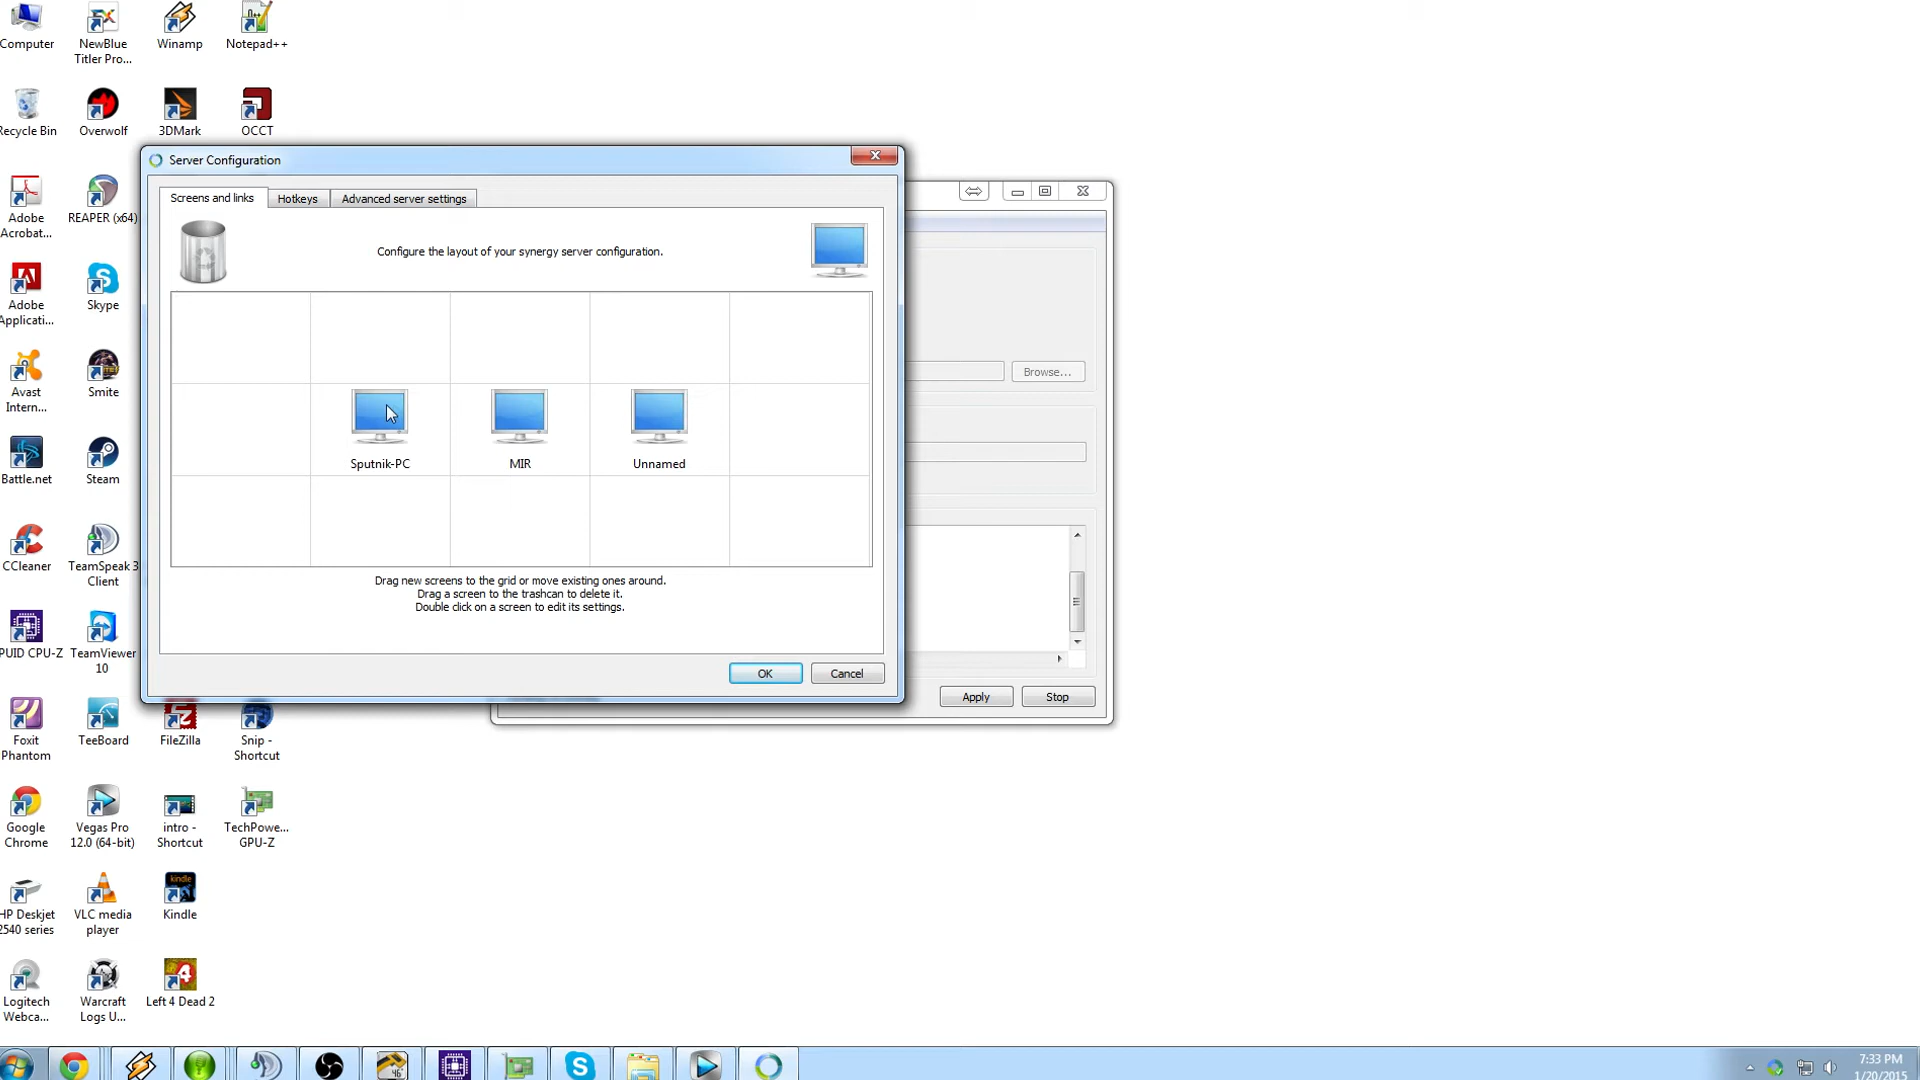 Computer
NewBlue
Titler Pro...
Winamp
Notepad++
Recycle Bin
Overwolf
3DMark
OCCT
Adobe
Acrobat...
REAPER (x64)
Adobe
Applicati...
Skype
Avast
Intern...
Smite
Battle.net
Steam
CCleaner
TeamSpeak 3
Client
PUID CPU-Z
TeamViewer
10
Foxit
Phantom
TeeBoard
FileZilla
Snip -
Shortcut
Google
Chrome
Vegas Pro
12.0 (64-bit)
intro -
Shortcut
TechPowe...
GPU-Z
HP Deskjet
2540 series
VLC media
player
Kindle
kindle
Logitech
Webca...
Warcraft
Logs U...
Left 4 Dead 2
Server Configuration
Screens and links
Hotkeys
Advanced server settings
Configure the layout of your synergy server configuration.
Sputnik-PC
MIR
Unnamed
Drag new screens to the grid or move existing ones around.
Drag a screen to the trashcan to delete it.
Double click on a screen to edit its settings.
OK
Cancel
Browse...
Apply
Stop
46°
7:33 PM
1/20/2015